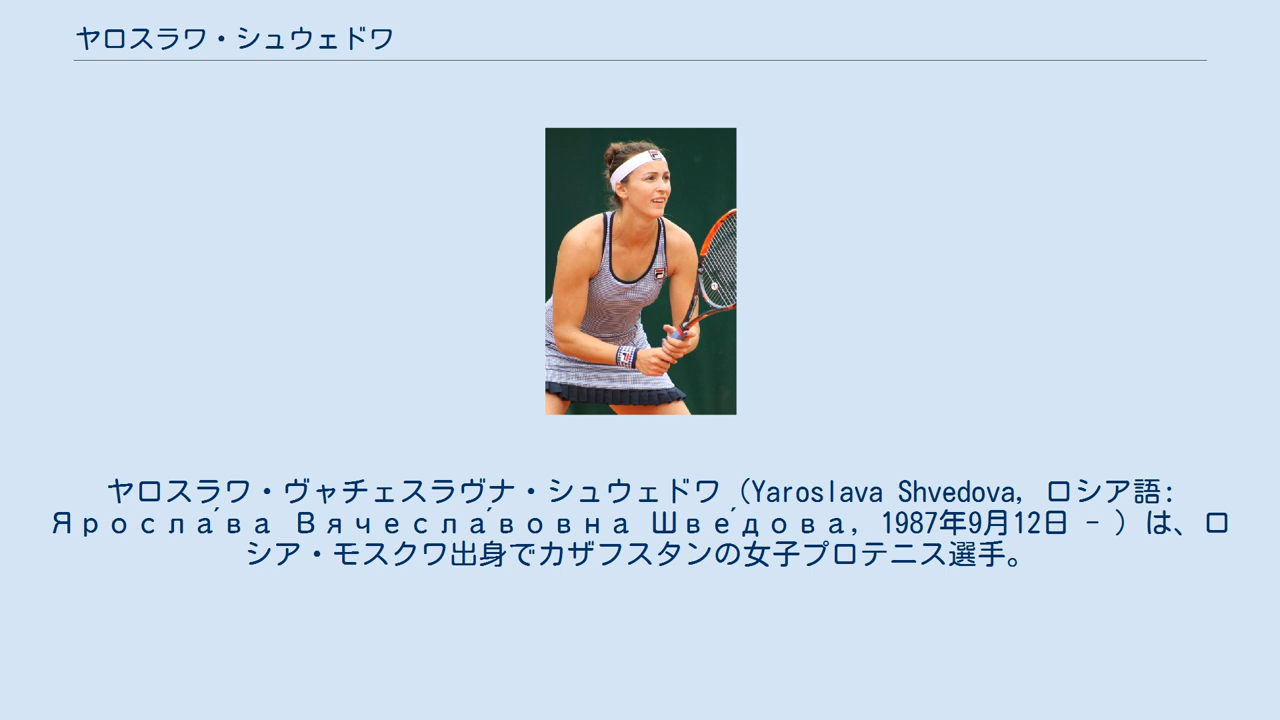 ヤロスラワ・シュウェドワ
ヤロスラワ・ヴャチェスラヴナ・シュウェドワ（Yaroslava Shvedova, ロシア語:
Яросла́ва Вячесла́вовна Шве́дова, 1987年9月12日 - ）は、ロ
シア・モスクワ出身でカザフスタンの女子プロテニス選手。